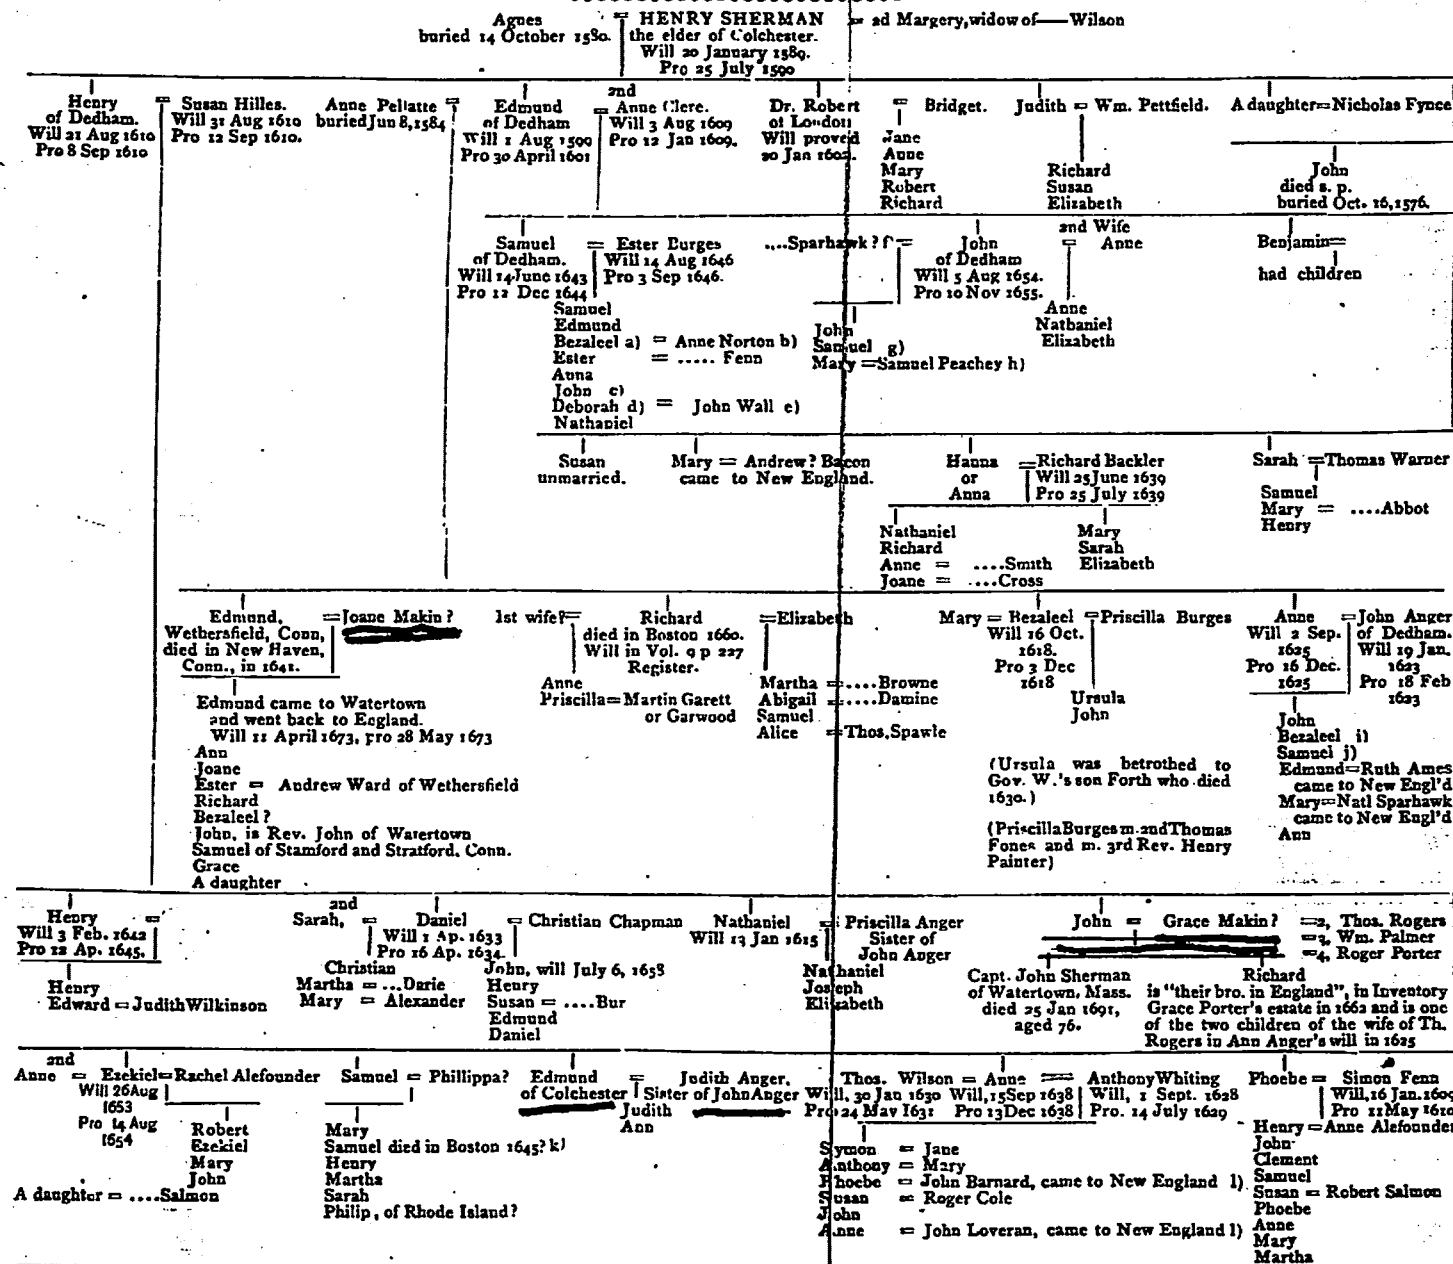 Agnes = HENRY SHERMAN = 2d Margery, widow of — Wilson
buried 14 October 1580. the elder of Colchester.
Will 20 January 1589.
Pro 25 July 1590
Henry = Susan Hilles.
of Dedham. Will 31 Aug 1610
Will 21 Aug 1610 Pro 12 Sep 1610.
Pro 8 Sep 1610
Anne Pellatte =
buried Jun 8, 1584
Edmund
of Dedham
Will 1 Aug 1599
Pro 30 April 1601
2nd
= Anne Clere.
Will 3 Aug 1609
Pro 12 Jan 1609.
Dr. Robert = Bridget.
of London
Will proved
20 Jan 1602.
Jane
Anne
Mary
Robert
Richard
Judith = Wm. Pettfield.
Richard
Susan
Elizabeth
A daughter = Nicholas Fynce
John
died s. p.
buried Oct. 16, 1576.
Samuel = Ester Burges
of Dedham. Will 14 Aug 1646
Will 14 June 1643 Pro 3 Sep 1646.
Pro 12 Dec 1644
Samuel
Edmund
Bezaleel a) = Anne Norton b)
Ester = ..... Fenn
Anna
John c)
Deborah d) = John Wall e)
Nathaniel
....Sparhawk? f =
John
of Dedham
Will 5 Aug 1654.
Pro 10 Nov 1655.
2nd Wife
= Anne
John
Samuel g)
Mary = Samuel Peachey h)
Anne
Nathaniel
Elizabeth
Benjamin =
had children
Susan
unmarried.
Mary = Andrew? Bacon
came to New England.
Hanna = Richard Backler
or Will 25 June 1639
Anna Pro 25 July 1639
Nathaniel
Richard
Anne = ....Smith
Joane = ....Cross
Mary
Sarah
Elizabeth
Sarah = Thomas Warner
Samuel
Mary = ....Abbot
Henry
Edmund, = Joane Makin?
Wethersfield, Conn,
died in New Haven,
Conn., in 1641.
Edmund came to Watertown
and went back to England.
Will 11 April 1673, pro 28 May 1673
Ann
Joane
Ester = Andrew Ward of Wethersfield
Richard
Bezaleel?
John, is Rev. John of Watertown
Samuel of Stamford and Stratford, Conn.
Grace
A daughter
1st wife? = Richard = Elizabeth
died in Boston 1660.
Will in Vol. 9 p 227
Register.
Anne
Priscilla = Martin Garett
or Garwood
Martha = ....Browne
Abigail = ....Damine
Samuel
Alice = Thos. Spawle
Mary = Bezaleel = Priscilla Burges
Will 16 Oct.
1618.
Pro 3 Dec
1618
Ursula
John
(Ursula was betrothed to
Gov. W.'s son Forth who died
1630.)
(Priscilla Burges m. 2nd Thomas
Fones and m. 3rd Rev. Henry
Painter)
Anne = John Anger
Will 2 Sep. of Dedham.
1625 Will 19 Jan.
Pro 16 Dec. 1623
1625 Pro 18 Feb
1623
John
Bezaleel i)
Samuel j)
Edmund = Ruth Ames
came to New Engl'd
Mary = Natl Sparhawk
came to New Engl'd
Ann
Henry =
Will 3 Feb. 1642
Pro 12 Ap. 1645.
Henry
Edward = Judith Wilkinson
2nd
Sarah, = Daniel = Christian Chapman
Will 1 Ap. 1633
Pro 16 Ap. 1634.
Christian
Martha = ...Darie
Mary = Alexander
John, will July 6, 1658
Henry
Susan = ....Bur
Edmund
Daniel
Nathaniel = Priscilla Anger
Will 13 Jan 1615 Sister of
John Anger
Nathaniel
Joseph
Elizabeth
John = Grace Makin? = 2, Thos. Rogers
= 3, Wm. Palmer
= 4, Roger Porter
Capt. John Sherman
of Watertown, Mass.
died 25 Jan 1691,
aged 76.
Richard
is "their bro. in England", in Inventory
Grace Porter's estate in 1662 and is one
of the two children of the wife of Th.
Rogers in Ann Anger's will in 1625
2nd
Anne = Ezekiel = Rachel Alefounder
Will 26 Aug
1653
Pro 14 Aug
1654
Robert
Ezekiel
Mary
John
A daughter = ....Salmon
Samuel = Phillippa?
Mary
Samuel died in Boston 1645? k)
Henry
Martha
Sarah
Philip, of Rhode Island?
Edmund = Judith Anger.
of Colchester Sister of John Anger
Judith
Ann
Thos. Wilson = Anne = Anthony Whiting
Will, 30 Jan 1630 Will, 15 Sep 1638 Will, 1 Sept. 1628
Pro 24 May 1631 Pro 13 Dec 1638 Pro. 14 July 1629
Symon = Jane
Anthony = Mary
Phoebe = John Barnard, came to New England l)
Susan = Roger Cole
John
Anne = John Loveran, came to New England l)
Phoebe = Simon Fenn
Will, 16 Jan. 1609
Pro 11 May 1610
Henry = Anne Alefounder
John
Clement
Samuel
Susan = Robert Salmon
Phoebe
Anne
Mary
Martha